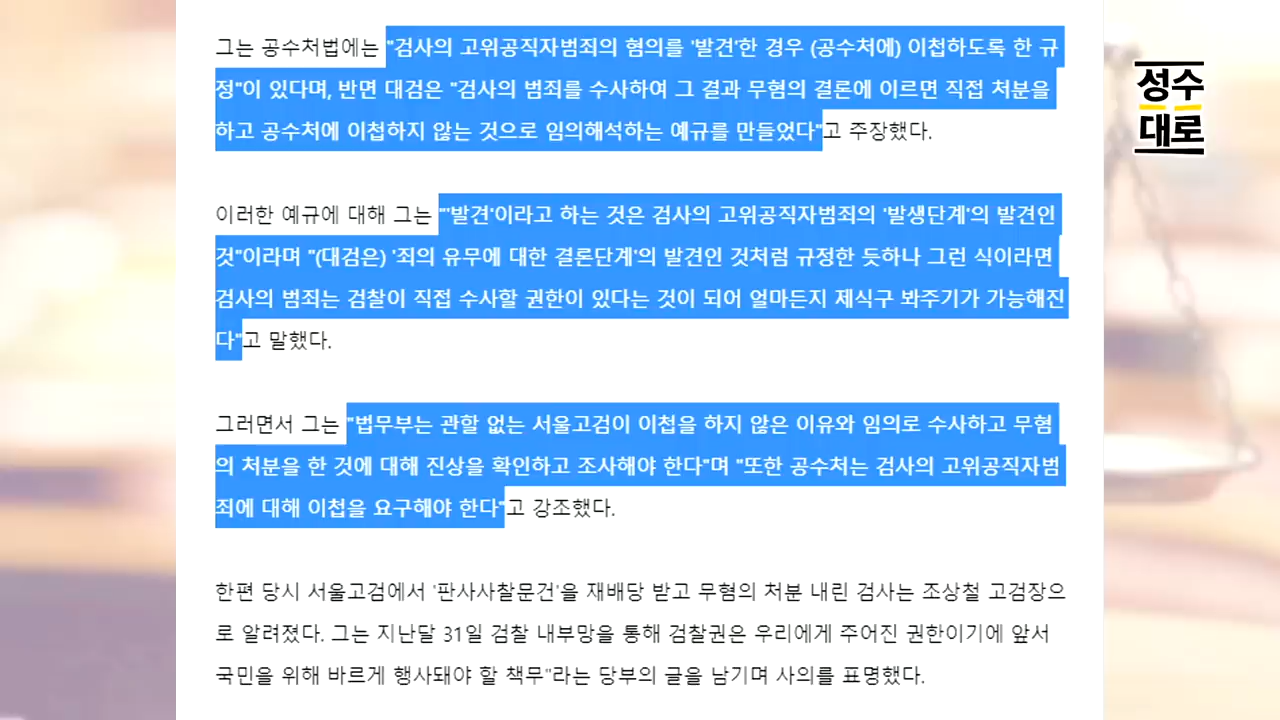 그는 공수처법에는 "검사의 고위공직자범죄의 혐의를 '발견'한 경우 (공수처에) 이첩하도록 한 규
정"이 있다며, 반면 대검은 "검사의 범죄를 수사하여 그 결과 무혐의 결론에 이르면 직접 처분을
하고 공수처에 이첩하지 않는 것으로 임의해석하는 예규를 만들었다"고 주장했다.
이러한 예규에 대해 그는 "'발견'이라고 하는 것은 검사의 고위공직자범죄의 '발생단계'의 발견인
것"이라며 "(대검은) '죄의 유무에 대한 결론단계'의 발견인 것처럼 규정한 듯하나 그런 식이라면
검사의 범죄는 검찰이 직접 수사할 권한이 있다는 것이 되어 얼마든지 제식구 봐주기가 가능해진
다"고 말했다.
그러면서 그는 "법무부는 관할 없는 서울고검이 이첩을 하지 않은 이유와 임의로 수사하고 무혐
의 처분을 한 것에 대해 진상을 확인하고 조사해야 한다"며 "또한 공수처는 검사의 고위공직자범
죄에 대해 이첩을 요구해야 한다"고 강조했다.
한편 당시 서울고검에서 '판사사찰문건'을 재배당 받고 무혐의 처분 내린 검사는 조상철 고검장으
로 알려졌다. 그는 지난달 31일 검찰 내부망을 통해 검찰권은 우리에게 주어진 권한이기에 앞서
국민을 위해 바르게 행사돼야 할 책무"라는 당부의 글을 남기며 사의를 표명했다.
성수
대로